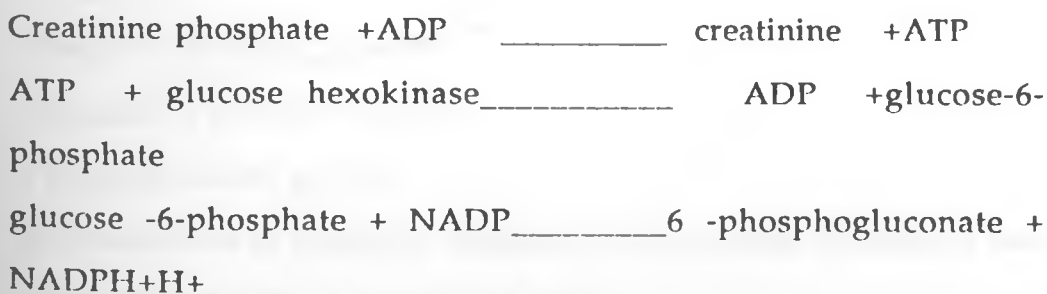 Creatinine phosphate +ADP __________ creatinine +ATP
ATP + glucose hexokinase___________ ADP +glucose-6-
phosphate
glucose -6-phosphate + NADP_________6 -phosphogluconate +
NADPH+H+